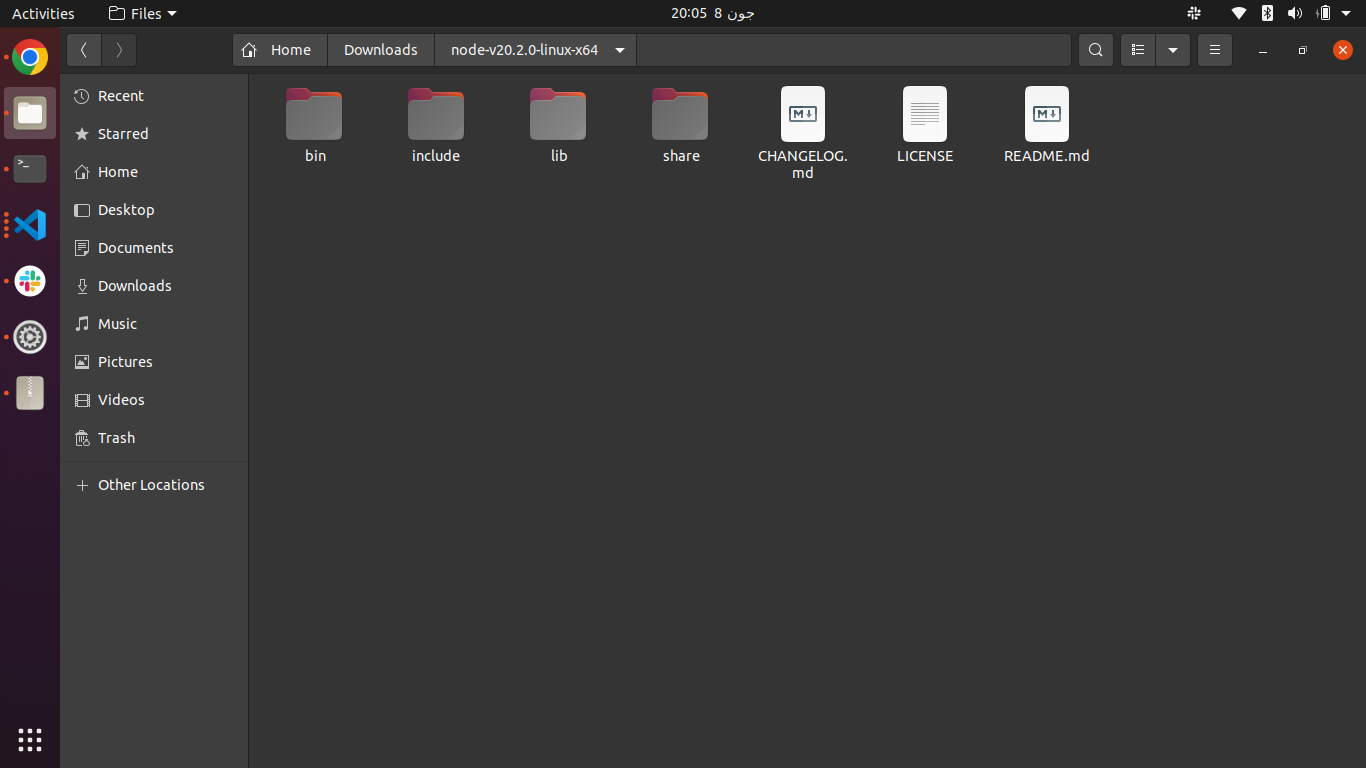 Activities
Files
20:05 جون 8
Home
Downloads
node-v20.2.0-linux-x64
Recent
Starred
Home
Desktop
Documents
Downloads
Music
Pictures
Videos
Trash
Other Locations
bin
include
lib
share
CHANGELOG.
md
LICENSE
README.md